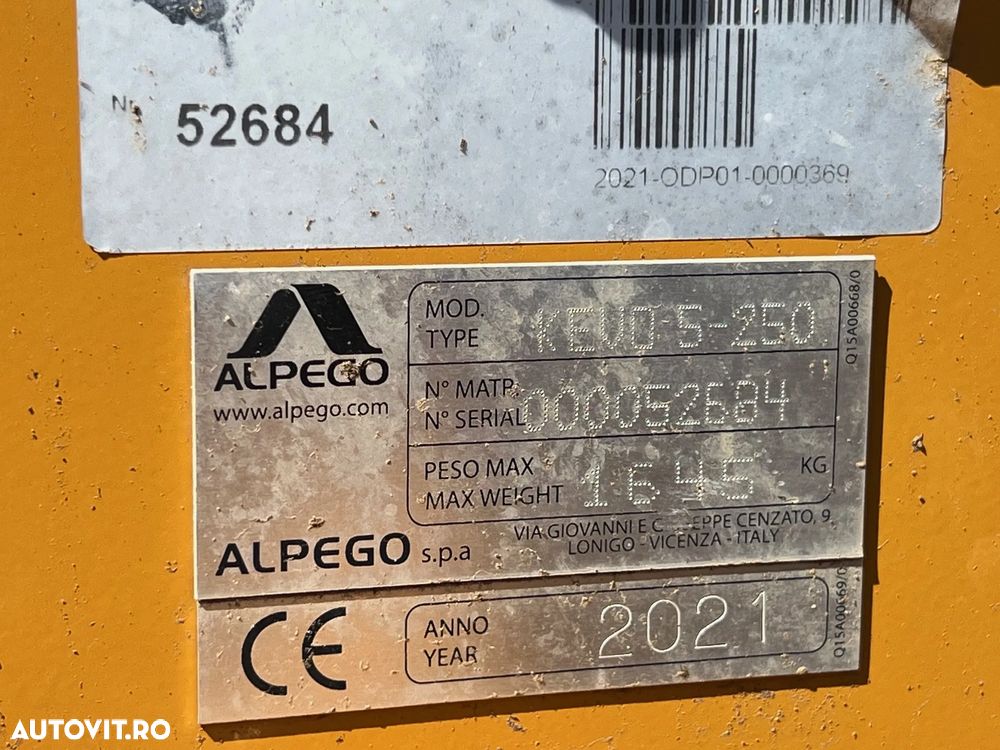 52684
2021-ODP01-0000369
ALPEGO
www.alpego.com
MOD.
TYPE
KEVO F5-250
N° MATR.
N° SERIAL
000052684
PESO MAX
MAX WEIGHT
1645
KG
Q15A00668/0
ALPEGO s.p.a
VIA GIOVANNI E CENZATO, 9
LONIGO - VICENZA - ITALY
CE
ANNO
YEAR
2021
Q15A00669/0
AUTOVIT.RO